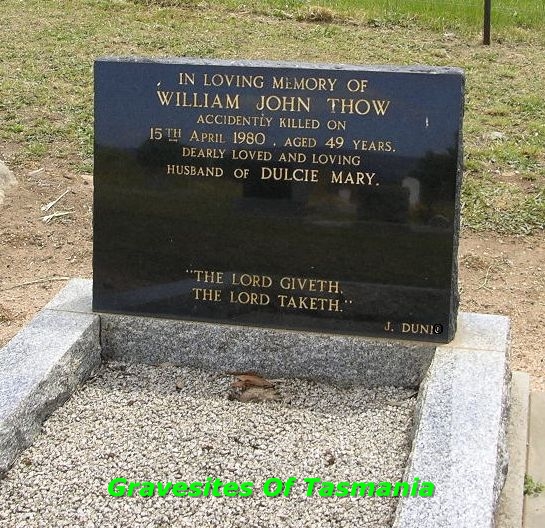 IN LOVING MEMORY OF
WILLIAM JOHN THOW
ACCIDENTLY KILLED ON
15TH APRIL 1980, AGED 49 YEARS.
DEARLY LOVED AND LOVING
HUSBAND OF DULCIE MARY.
"THE LORD GIVETH,
THE LORD TAKETH."
J. DUNI
Gravesites Of Tasmania